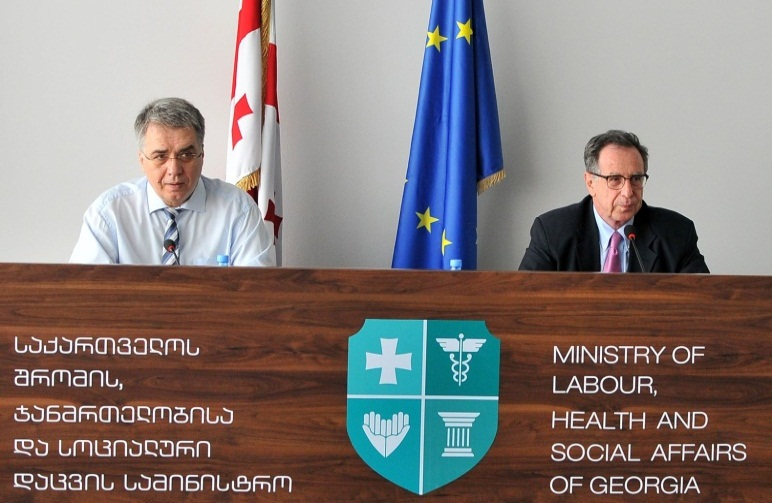 საქართველოს
შრომის,
ჯანმრთელობისა
და სოციალური
დაცვის სამინისტრო
MINISTRY OF
LABOUR,
HEALTH AND
SOCIAL AFFAIRS
OF GEORGIA